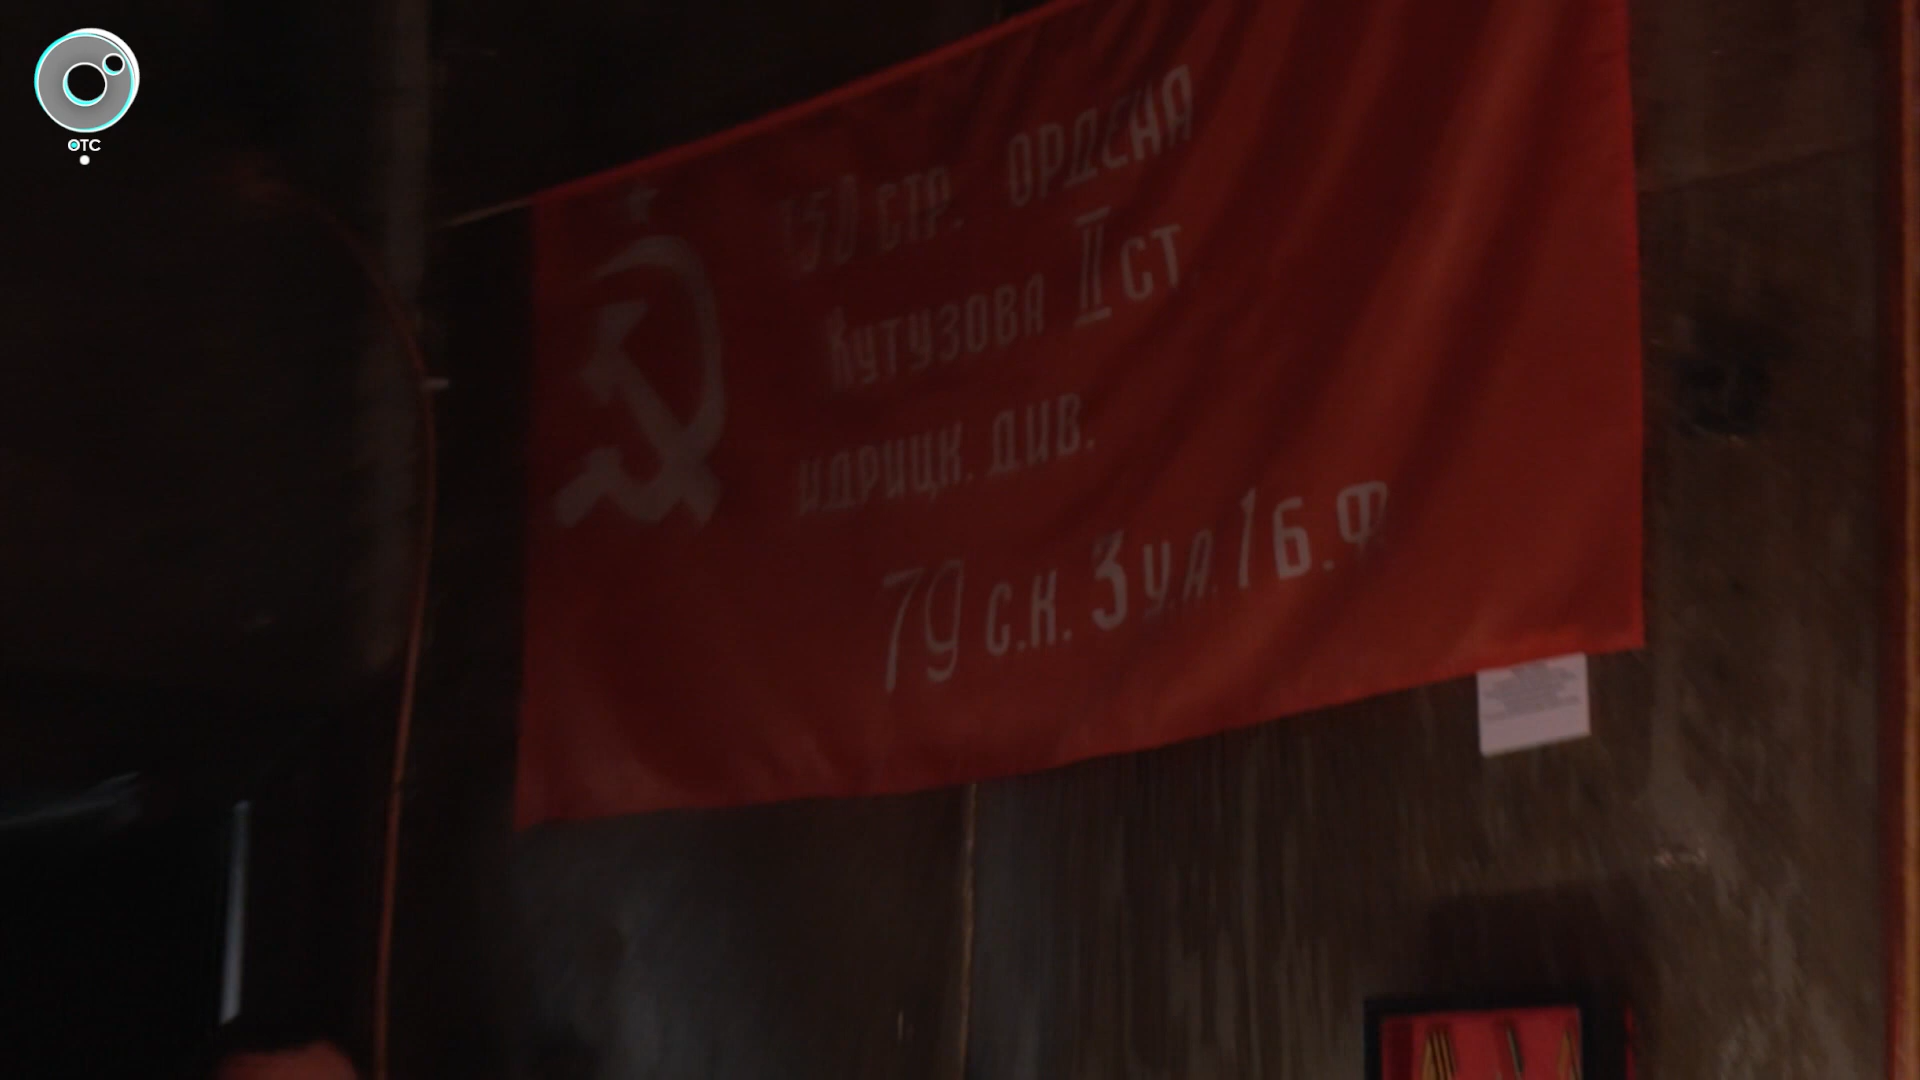 ОТС
150 СТР. ОРДЕНА
КУТУЗОВА II СТ.
ИДРИЦК. ДИВ.
79 С.К. 3 У.А. 1 Б.Ф